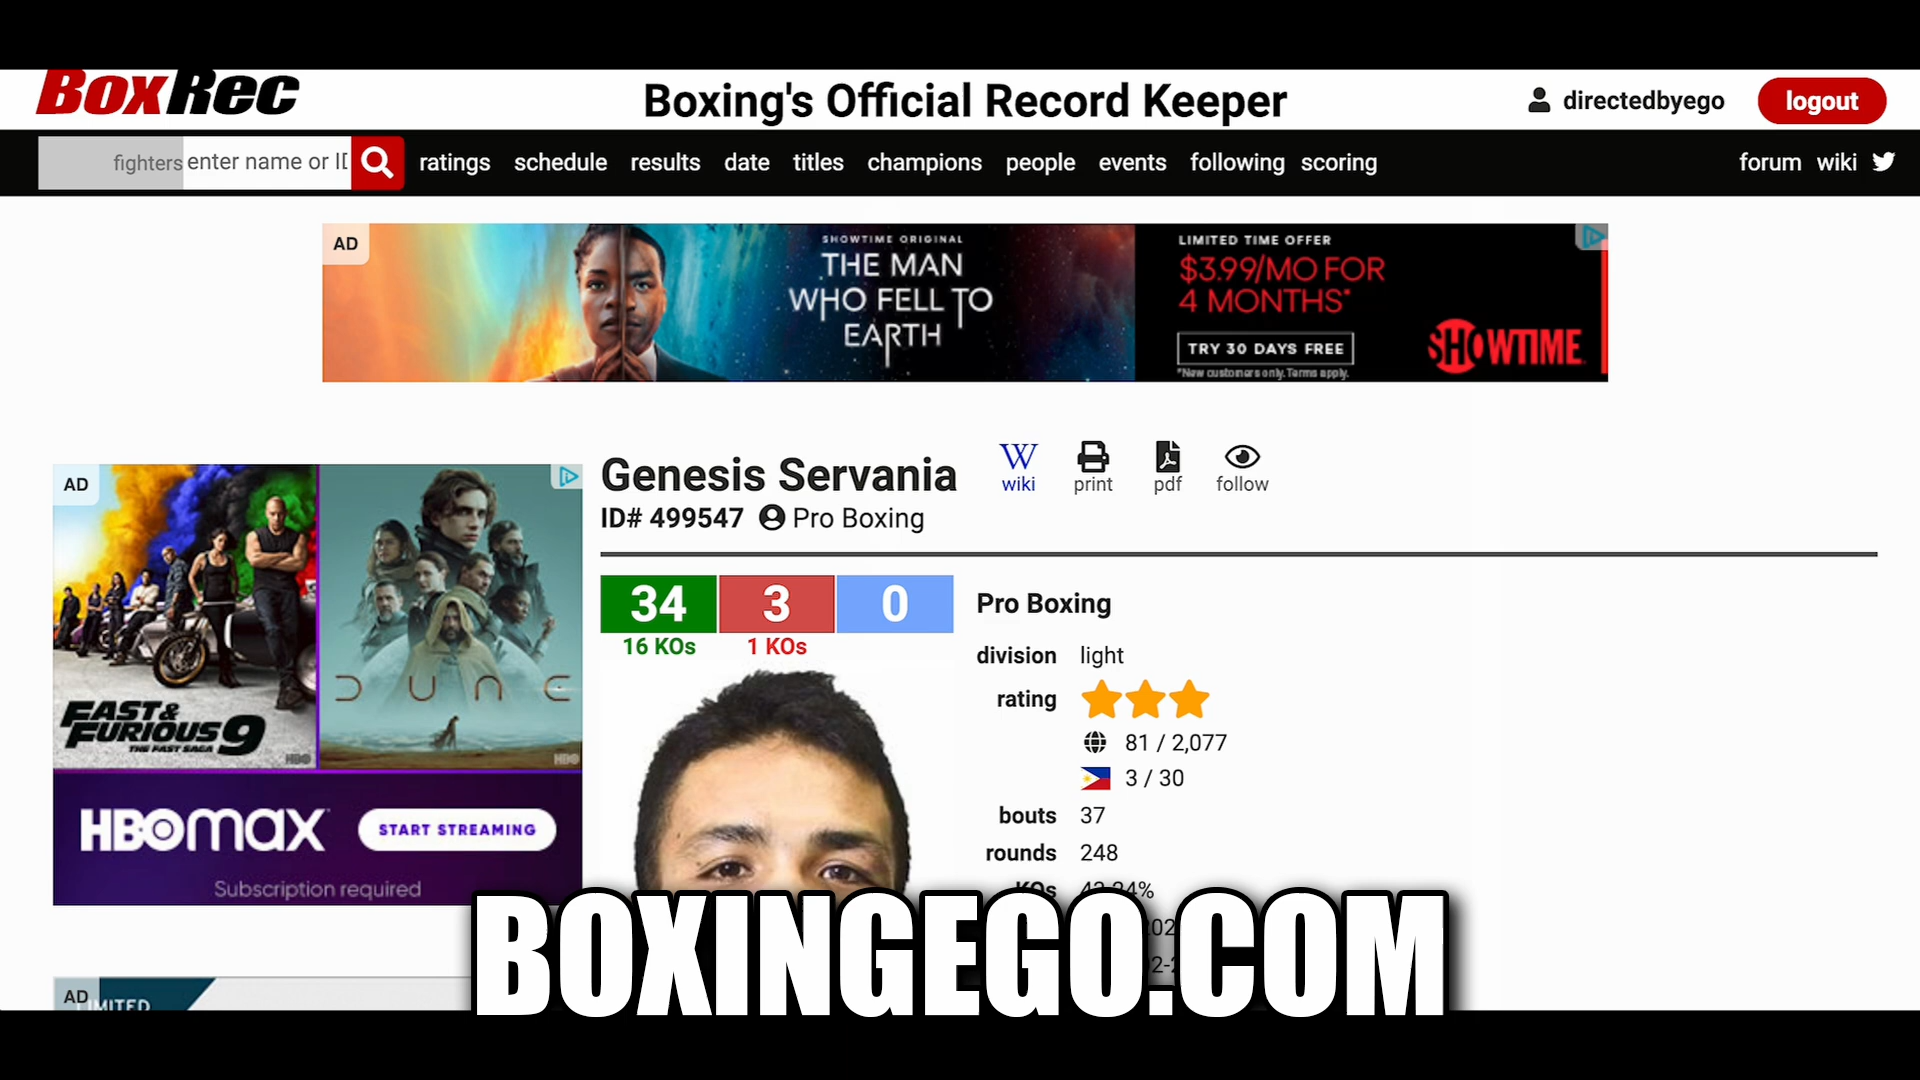 BoxRec
Boxing's Official Record Keeper
directedbyego
logout
fighters
enter name or
ratings schedule results date titles champions people events following scoring
forum wiki
AD
SHOWTIME ORIGINAL
THE MAN
WHO FELL TO
EARTH
LIMITED TIME OFFER
$3.99/MO FOR
4 MONTHS*
TRY 30 DAYS FREE
*New customers only. Terms apply.
SHOWTIME
AD
FAST &
FURIOUS 9
THE FAST SAGA
HBO
DUNE
HBO
HBOmax
START STREAMING
Subscription required
Genesis Servania
wiki print pdf follow
ID# 499547 Pro Boxing
34 3 0
16 KOs 1 KOs
Pro Boxing
division light
rating
81 / 2,077
3 / 30
bouts 37
rounds 248
KOs
AD
LIMITED
BOXINGEGO.COM